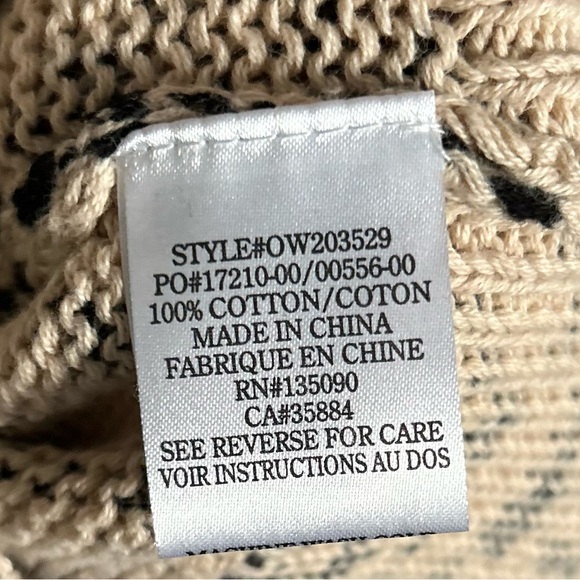 STYLE#OW203529
PO#17210-00/00556-00
100% COTTON/COTON
MADE IN CHINA
FABRIQUE EN CHINE
RN#135090
CA#35884
SEE REVERSE FOR CARE
VOIR INSTRUCTIONS AU DOS